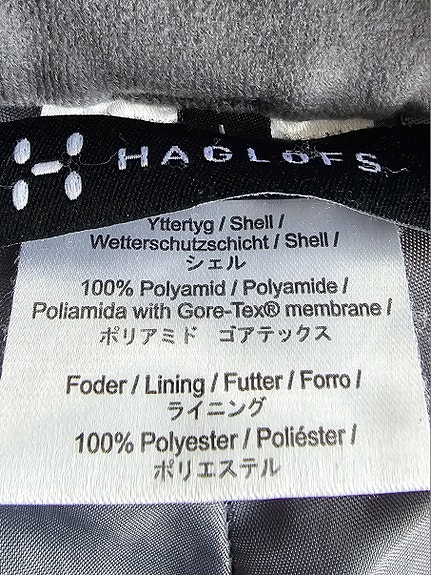 HAGLÖFS
Yttertyg / Shell /
Wetterschutzschicht / Shell /
シェル
100% Polyamid / Polyamide /
Poliamida with Gore-Tex® membrane /
ポリアミド ゴアテックス
Foder / Lining / Futter / Forro /
ライニング
100% Polyester / Poliéster /
ポリエステル